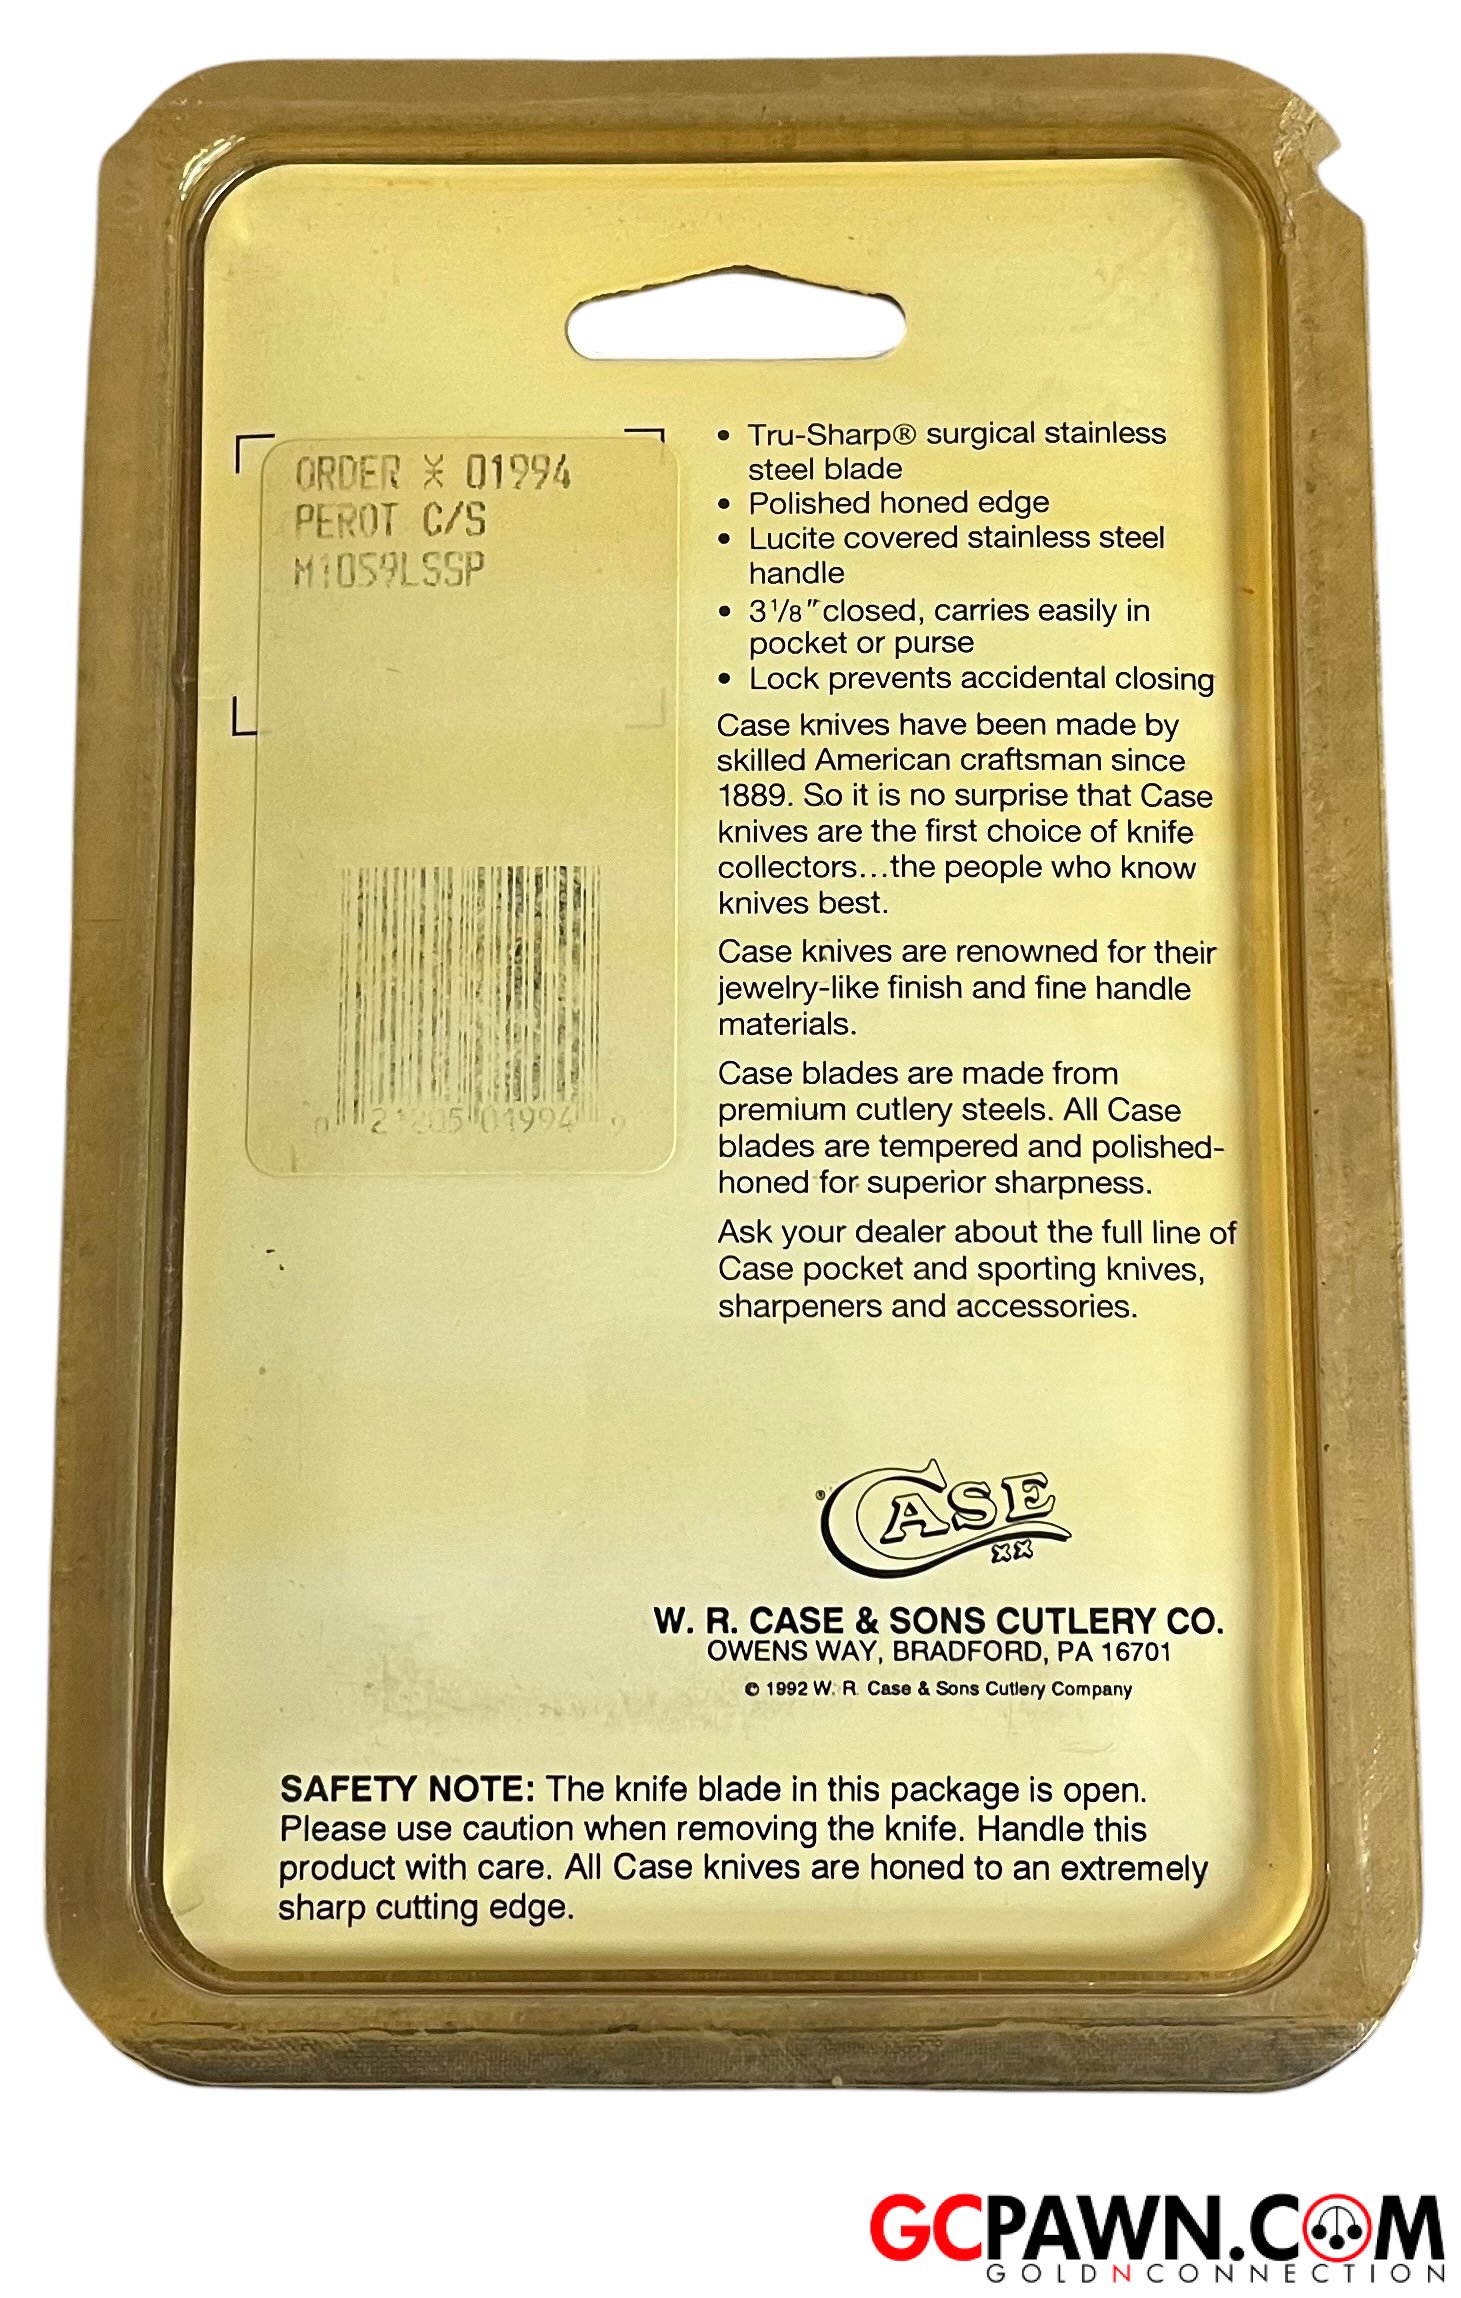 ORDER # 01994
PEROT C/S
M1059LSSP
0 21205 01994 9
• Tru-Sharp® surgical stainless
steel blade
• Polished honed edge
• Lucite covered stainless steel
handle
• 3 1/8" closed, carries easily in
pocket or purse
• Lock prevents accidental closing
Case knives have been made by
skilled American craftsman since
1889. So it is no surprise that Case
knives are the first choice of knife
collectors...the people who know
knives best.
Case knives are renowned for their
jewelry-like finish and fine handle
materials.
Case blades are made from
premium cutlery steels. All Case
blades are tempered and polished-
honed for superior sharpness.
Ask your dealer about the full line of
Case pocket and sporting knives,
sharpeners and accessories.
® CASE
XX
W. R. CASE & SONS CUTLERY CO.
OWENS WAY, BRADFORD, PA 16701
© 1992 W. R. Case & Sons Cutlery Company
SAFETY NOTE: The knife blade in this package is open.
Please use caution when removing the knife. Handle this
product with care. All Case knives are honed to an extremely
sharp cutting edge.
GCPAWN.COM
GOLDNCONNECTION